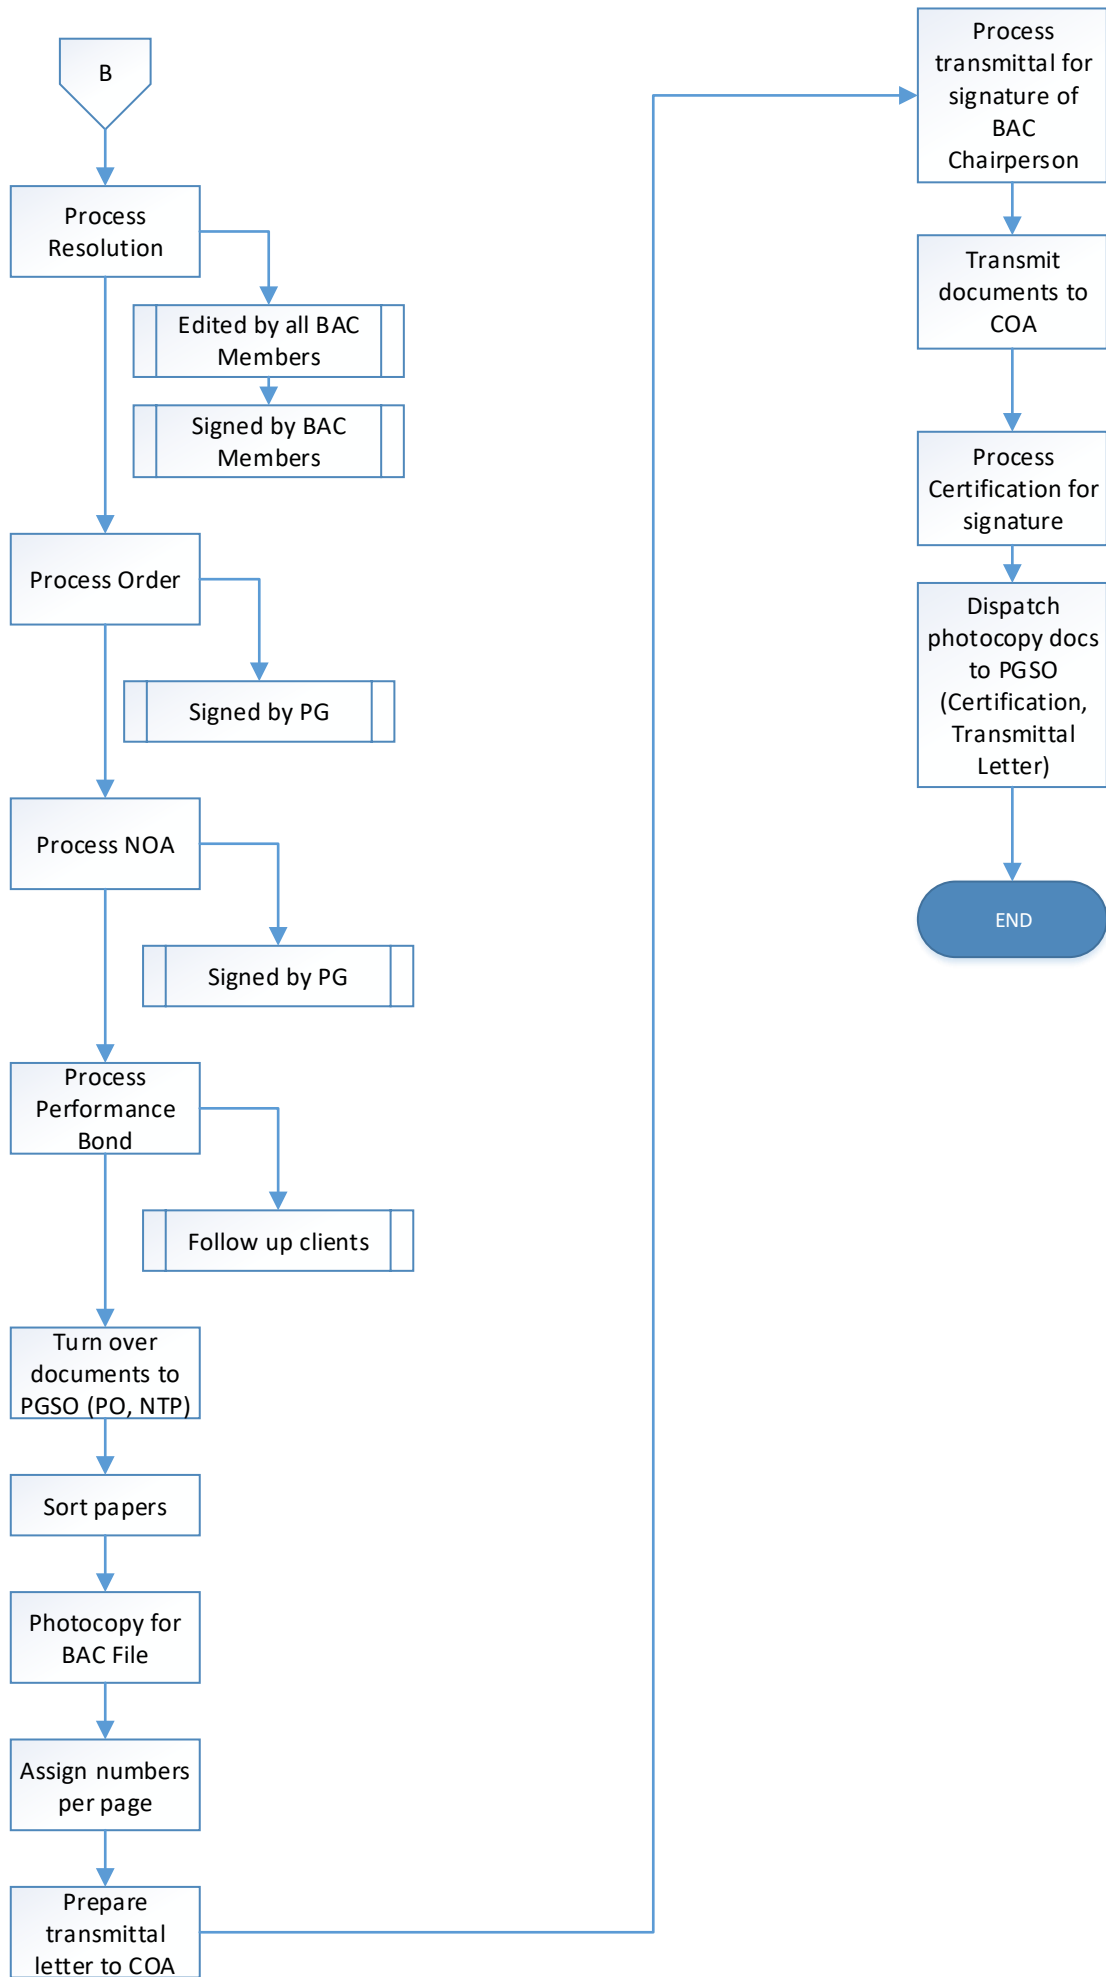 B
Process
Resolution
Edited by all BAC
Members
Signed by BAC
Members
Process Order
Signed by PG
Process NOA
Signed by PG
Process
Performance
Bond
Follow up clients
Turn over
documents to
PGSO (PO, NTP)
Sort papers
Photocopy for
BAC File
Assign numbers
per page
Prepare
transmittal
letter to COA
Process
transmittal for
signature of
BAC
Chairperson
Transmit
documents to
COA
Process
Certification for
signature
Dispatch
photocopy docs
to PGSO
(Certification,
Transmittal
Letter)
END